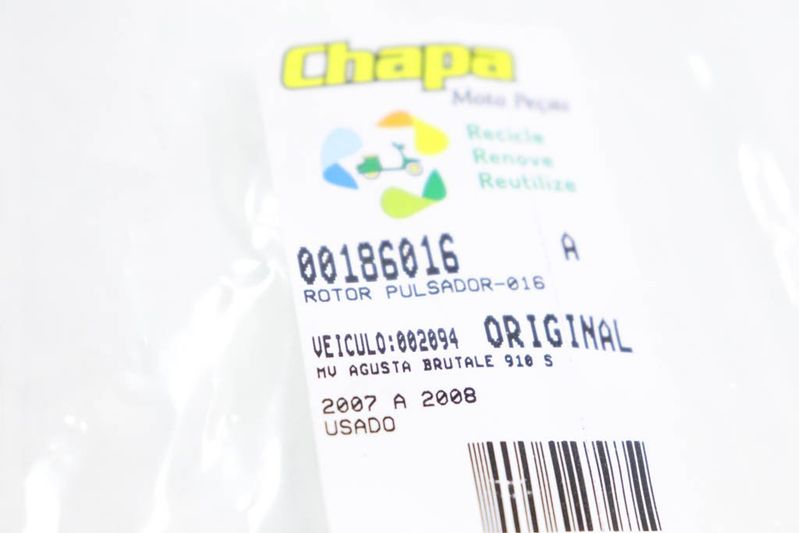 Chapa
Moto Peças
Recicle
Renove
Reutilize
00186016 A
ROTOR PULSADOR-016
VEICULO:002094 ORIGINAL
MV AGUSTA BRUTALE 910 S
2007 A 2008
USADO